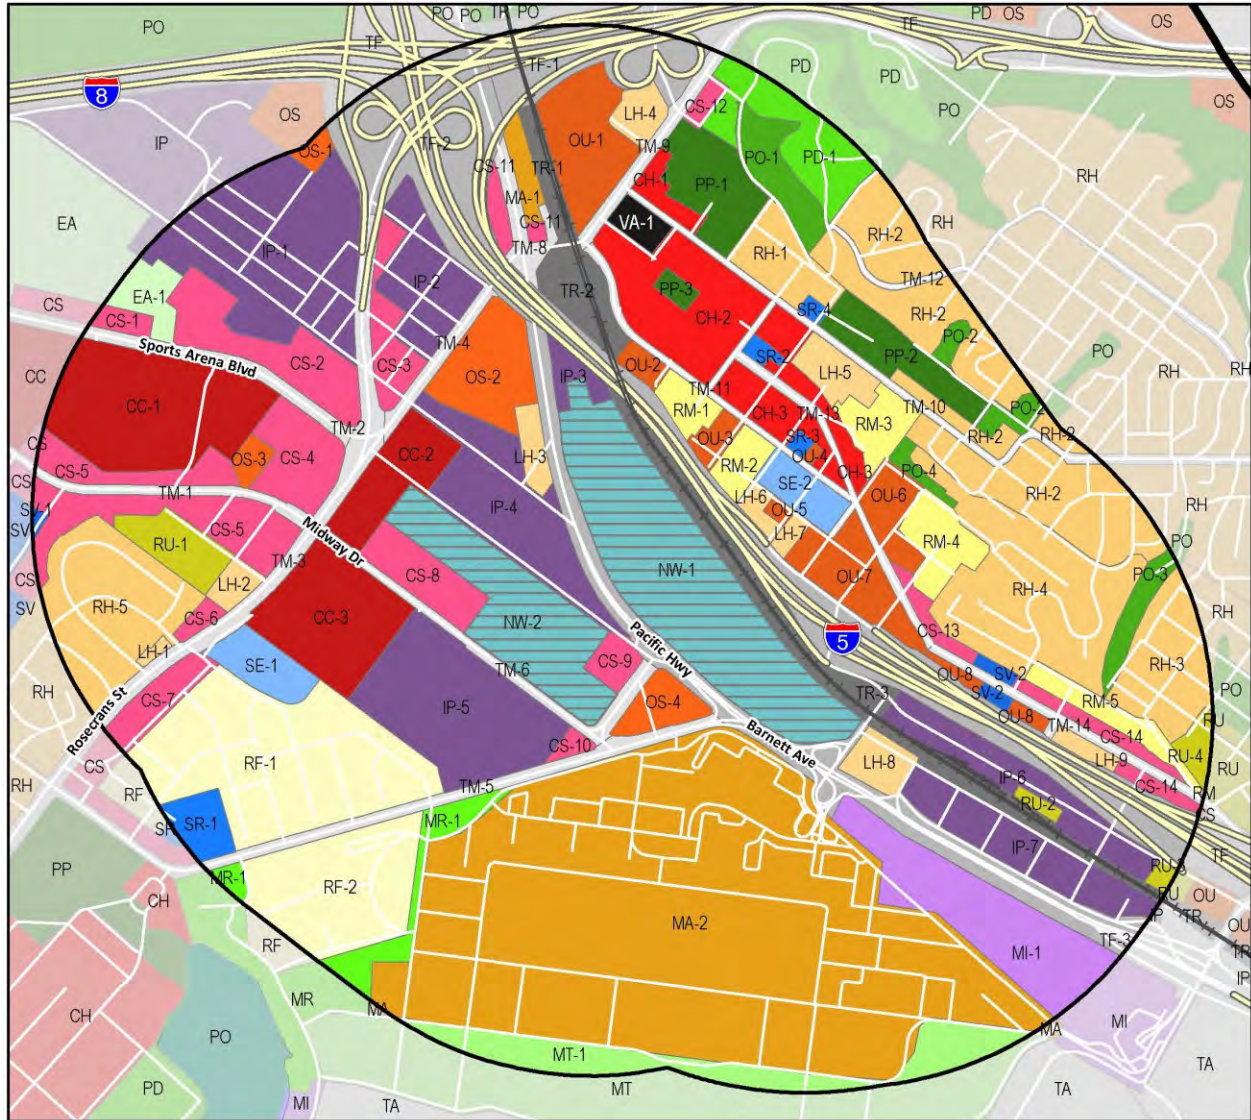 PO
PO
PO
TR
PO
PD
OS
TF
TF
OS
TF-1
PD
PD
8
OS
LH-4
CS-12
PO
OS
IP
OU-1
TF-2
TM-9
OS-1
PO-1
PD-1
CS-11
TR-1
CH-1
PP-1
RH
MA-1
EA
CS-11
VA-1
RH-2
RH
IP-1
TM-8
RH-1
IP-2
TM-12
TR-2
PP-3
EA-1
CS
SR-4
RH-2
CS-1
CH-2
TM-4
PO-2
Sports Arena Blvd
PO
SR-2
PP-2
CS-2
CS-3
OU-2
RH
RH
CC
OS-2
IP-3
LH-5
TM-11
CC-1
RM-1
CH-3
TM-13
TM-10
PO-2
TM-2
RM-3
OU-3
SR-3
RH-2
RH-2
CS
CC-2
OU-4
LH-3
CS-4
OS-3
RM-2
CS-5
CH-3
PO-4
CS
SE-2
TM-1
LH-6
OU-6
RH-2
RH
IP-4
SV-1
OU-5
SV
CS-5
Midway Dr
LH-7
RU-1
RM-4
PO
TM-3
NW-1
CS-8
OU-7
PO-3
CS
LH-2
RH-4
RH-5
SV
CS-6
CC-3
NW-2
RH
5
CS-13
Pacific Hwy
LH-1
SE-1
CS-9
RH-3
TM-6
OU-8
SV-2
RH
TR-3
SV-2
PO
CS-7
OS-4
RM-5
IP-5
OU-8
RU
Rosecrans St
TM-14
Barnett Ave
CS-14
CS-10
RU-4
RU
RF-1
LH-8
LH-9
CS
IP-6
RH
TM-5
CS-14
RF
RM
RU-2
CS
MR-1
SR-1
SR
IP-7
TF
PP
RU-3
MR-1
RF-2
RU
OU
CH
IP
TR
MA-2
OU
TF-3
RF
MI-1
TR
IP
MR
MA
CH
MI
MA
PO
MT-1
TA
MT
PD
TA
MI
TA